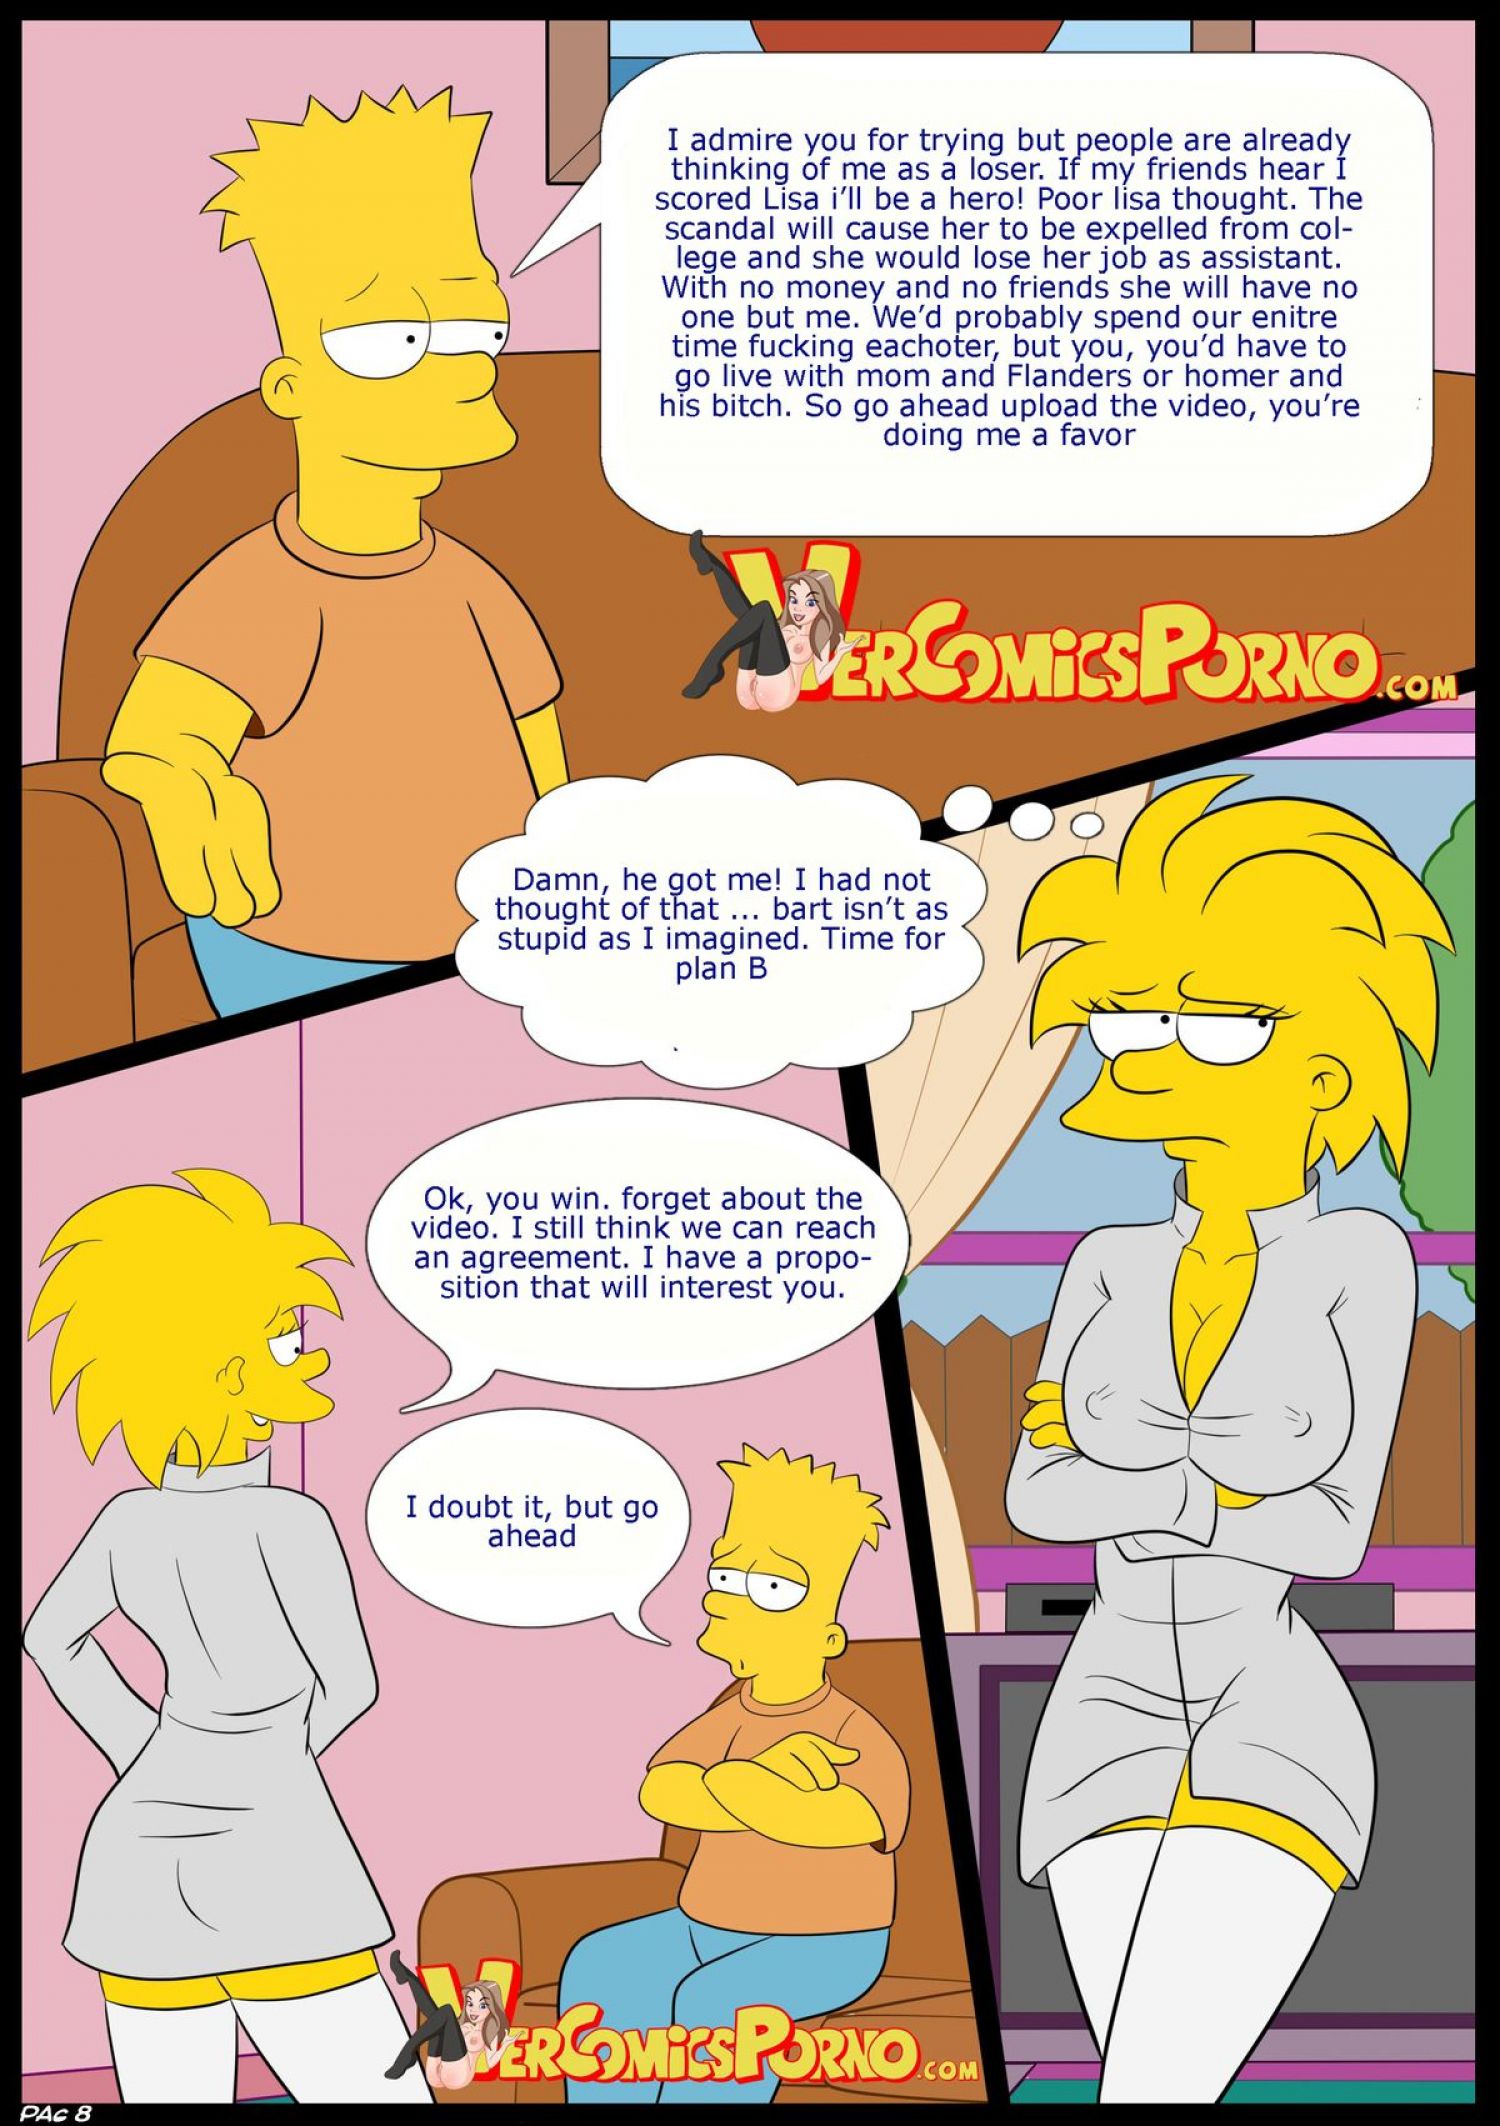 I admire you for trying but people are already
thinking of me as a loser. If my friends hear I
scored Lisa i'll be a hero! Poor lisa thought. The
scandal will cause her to be expelled from col-
lege and she would lose her job as assistant.
With no money and no friends she will have no
one but me. We'd probably spend our enitre
time fucking eachoter, but you, you'd have to
go live with mom and Flanders or homer and
his bitch. So go ahead upload the video, you're
doing me a favor
VERCOMICSPORNO.COM
Damn, he got me! I had not
thought of that ... bart isn't as
stupid as I imagined. Time for
plan B
Ok, you win. forget about the
video. I still think we can reach
an agreement. I have a propo-
sition that will interest you.
I doubt it, but go
ahead
VERCOMICSPORNO.COM
PAG 8